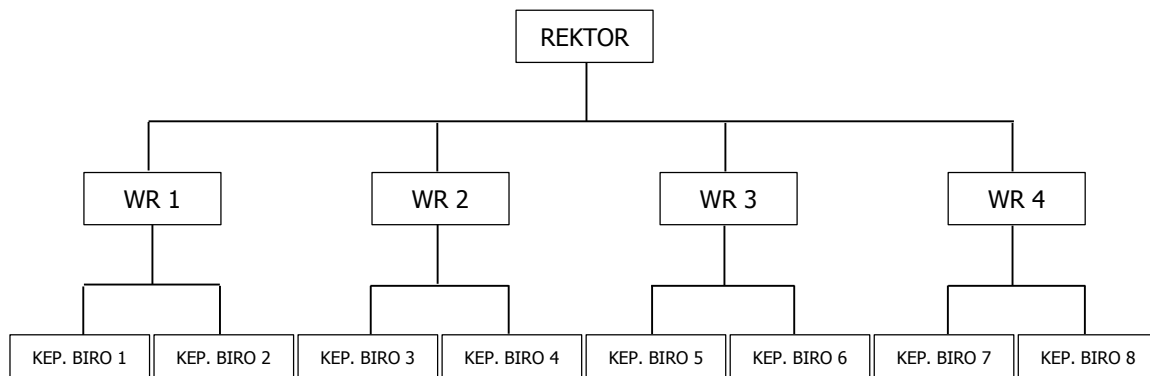 REKTOR
WR 1
WR 2
WR 3
WR 4
KEP. BIRO 1
KEP. BIRO 2
KEP. BIRO 3
KEP. BIRO 4
KEP. BIRO 5
KEP. BIRO 6
KEP. BIRO 7
KEP. BIRO 8